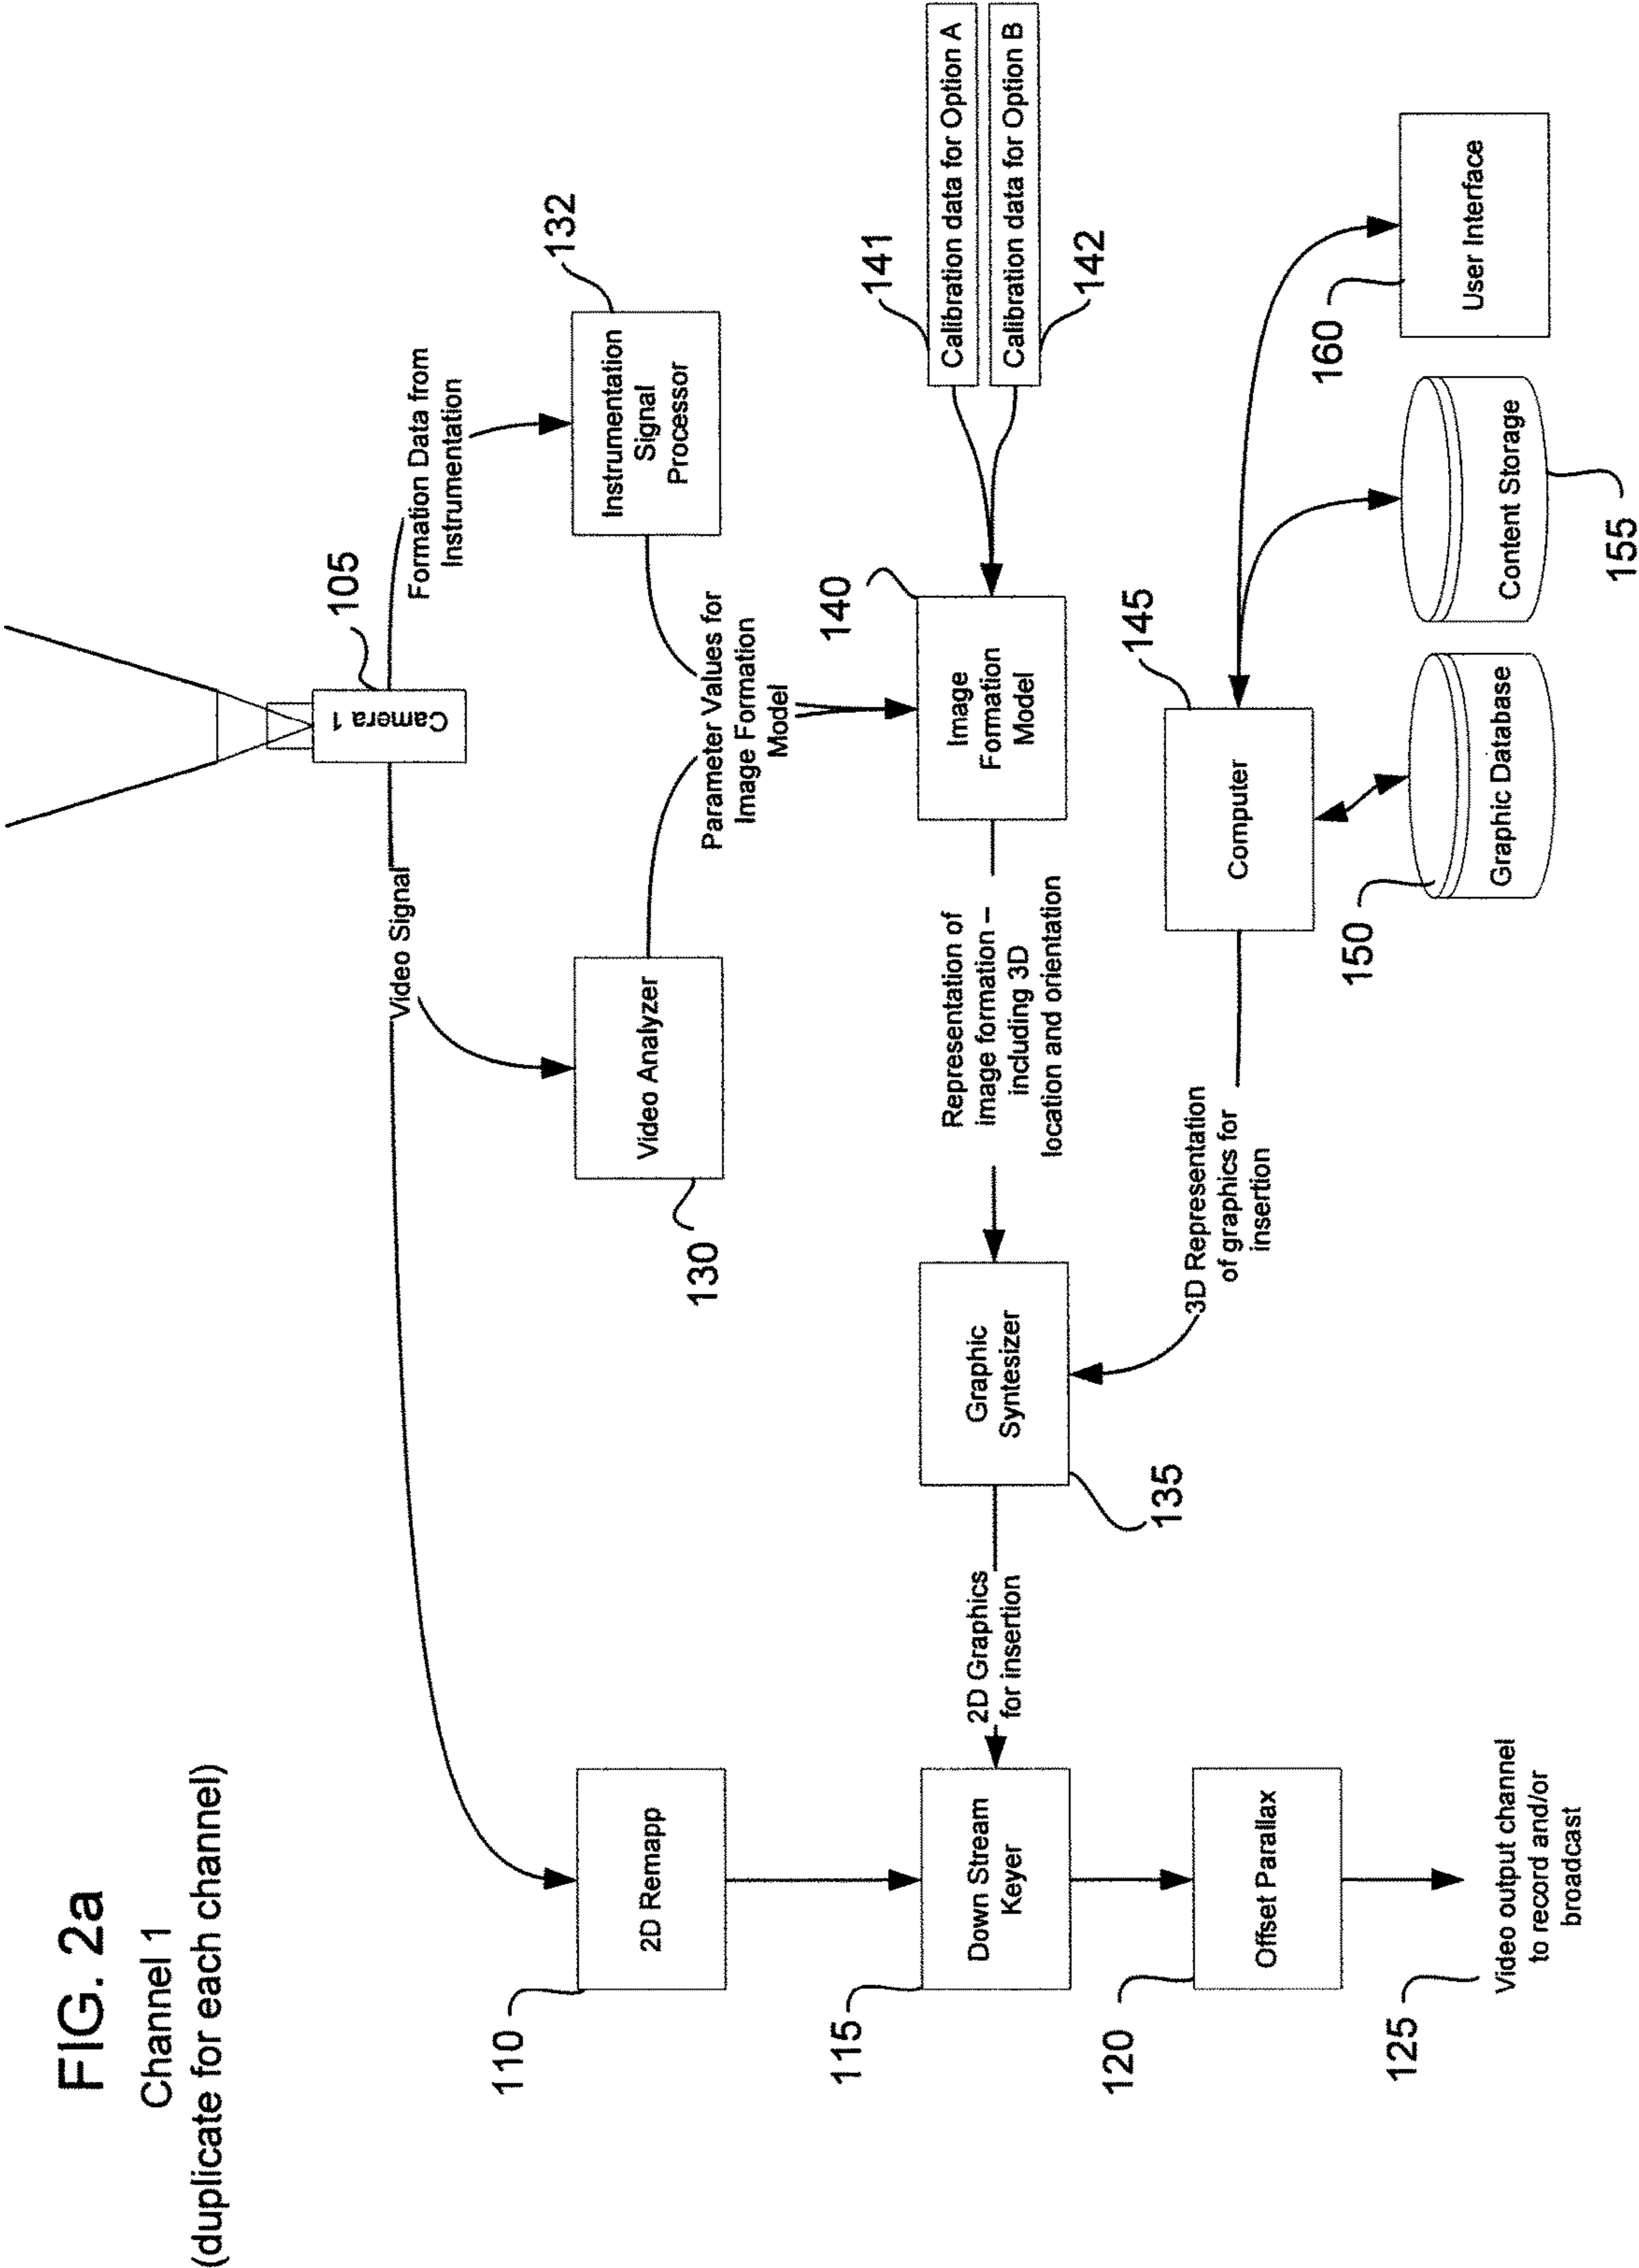 FIG. 2a
Channel 1
(duplicate for each channel)
Camera 1
105
Video Signal
Formation Data from
Instrumentation
110
2D Remapp
130
Video Analyzer
Instrumentation
Signal
Processor
132
Parameter Values for
Image Formation
Model
115
Down Stream
Keyer
2D Graphics
for insertion
Graphic
Syntesizer
135
Representation of
image formation –
including 3D
location and orientation
Image
Formation
Model
140
141
Calibration data for Option A
Calibration data for Option B
142
120
Offset Parallax
3D Representation
of graphics for
insertion
Computer
145
125
Video output channel
to record and/or
broadcast
150
Graphic Database
Content Storage
155
160
User Interface